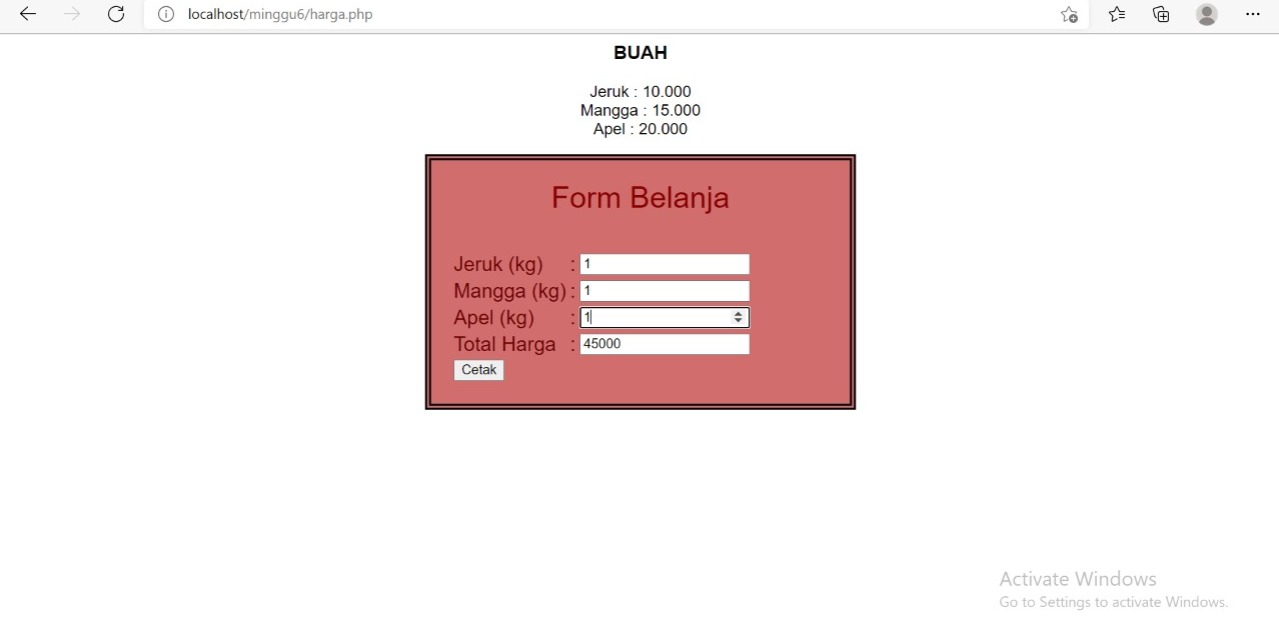 localhost/minggu6/harga.php
BUAH
Jeruk : 10.000
Mangga : 15.000
Apel : 20.000
Form Belanja
Jeruk (kg) : 1
Mangga (kg) : 1
Apel (kg) : 1
Total Harga : 45000
Cetak
Activate Windows
Go to Settings to activate Windows.